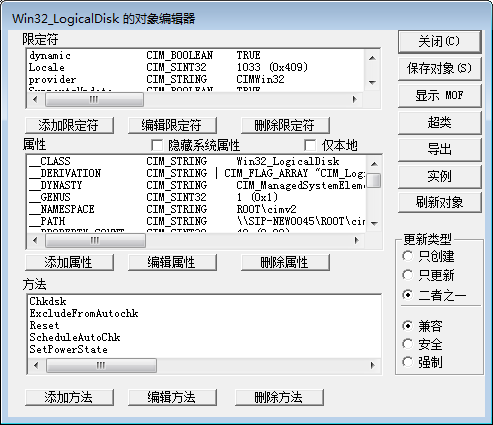 Win32_LogicalDisk 的对象编辑器
限定符
dynamic CIM_BOOLEAN TRUE
Locale CIM_SINT32 1033 (0x409)
provider CIM_STRING CIMWin32
SupportsUpdate CIM_BOOLEAN TRUE
添加限定符 编辑限定符 删除限定符
属性 隐藏系统属性 仅本地
__CLASS CIM_STRING Win32_LogicalDisk
__DERIVATION CIM_STRING | CIM_FLAG_ARRAY "CIM_Logi
__DYNASTY CIM_STRING CIM_ManagedSystemElem
__GENUS CIM_SINT32 1 (0x1)
__NAMESPACE CIM_STRING ROOT\cimv2
__PATH CIM_STRING \\SIP-NEW0045\ROOT\cim
__PROPERTY_COUNT CIM_SINT32
添加属性 编辑属性 删除属性
方法
Chkdsk
ExcludeFromAutochk
Reset
ScheduleAutoChk
SetPowerState
添加方法 编辑方法 删除方法
关闭(C)
保存对象(S)
显示 MOF
超类
导出
实例
刷新对象
更新类型
只创建
只更新
二者之一
兼容
安全
强制